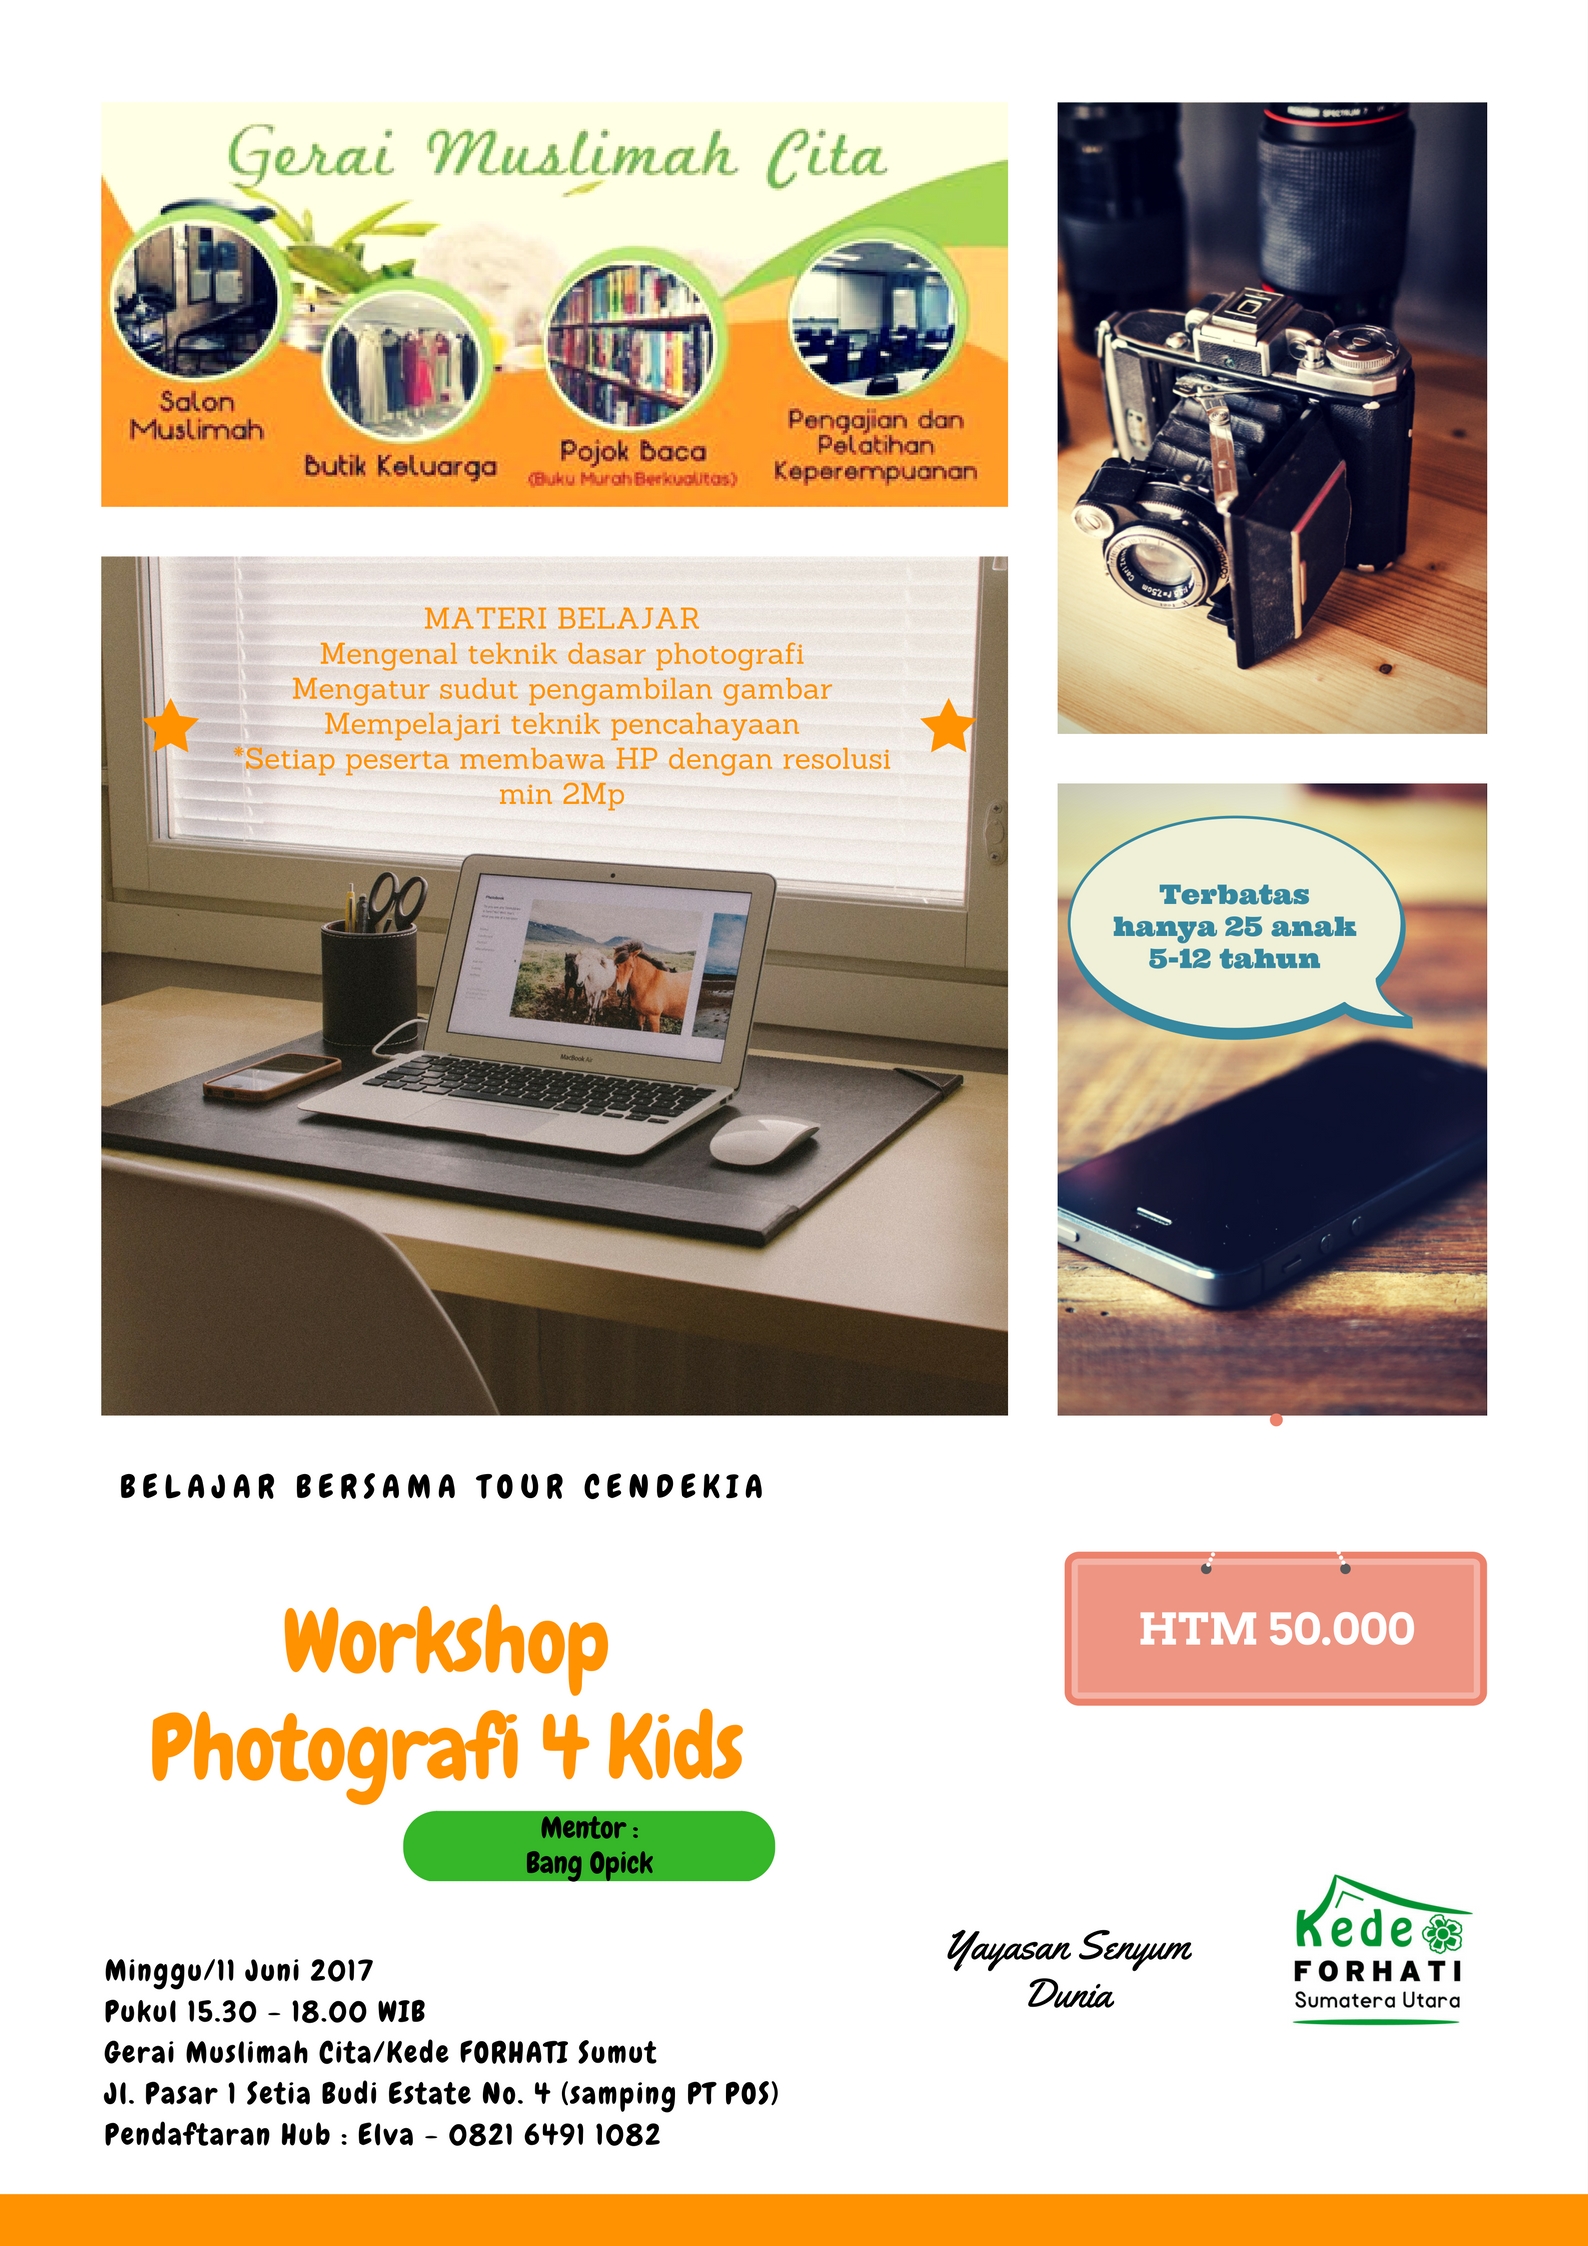 Gerai Muslimah Cita
Salon
Muslimah
Butik Keluarga
Pojok Baca
(Buku Murah Berkualitas)
Pengajian dan
Pelatihan
Keperempuanan
MATERI BELAJAR
Mengenal teknik dasar photografi
Mengatur sudut pengambilan gambar
Mempelajari teknik pencahayaan
*Setiap peserta membawa HP dengan resolusi
min 2Mp
MacBook Air
Terbatas
hanya 25 anak
5-12 tahun
BELAJAR BERSAMA TOUR CENDEKIA
Workshop
Photografi 4 Kids
Mentor :
Bang Opick
HTM 50.000
Minggu/11 Juni 2017
Pukul 15.30 - 18.00 WIB
Gerai Muslimah Cita/Kede FORHATI Sumut
Jl. Pasar 1 Setia Budi Estate No. 4 (samping PT POS)
Pendaftaran Hub : Elva - 0821 6491 1082
Yayasan Senyum
Dunia
Kede
FORHATI
Sumatera Utara